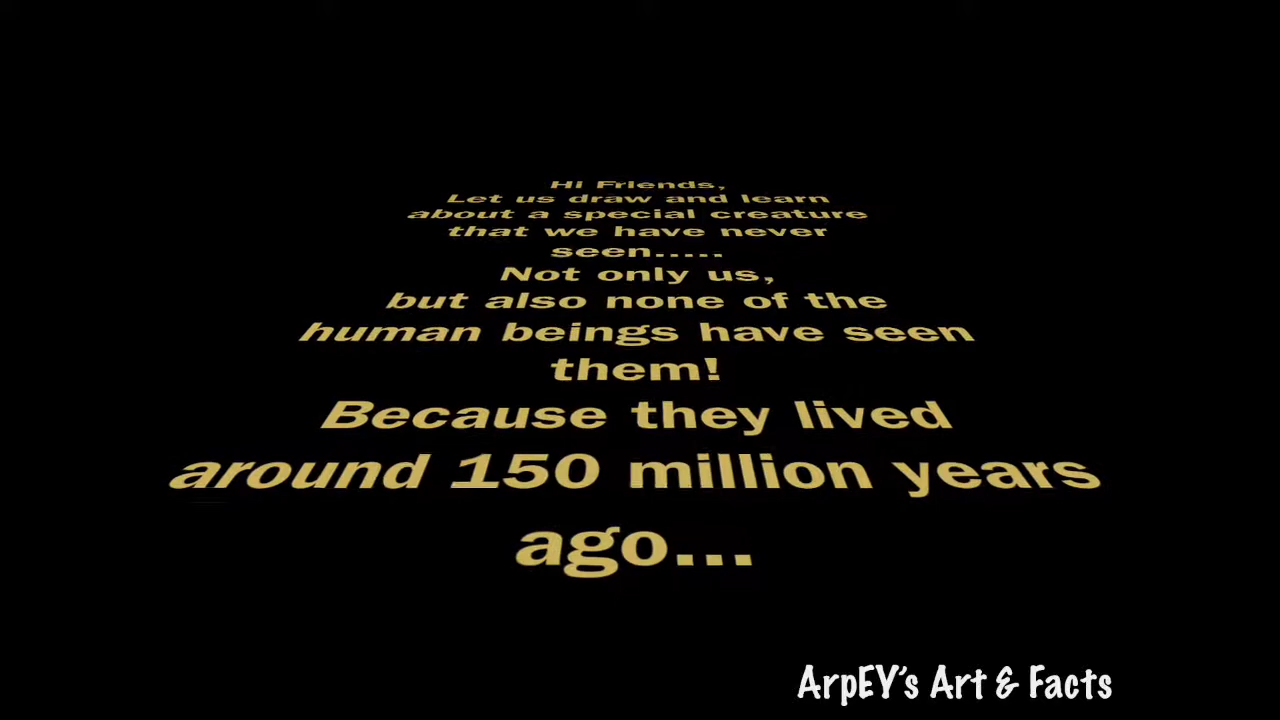 Hi Friends,
Let us draw and learn
about a special creature
that we have never
seen.....
Not only us,
but also none of the
human beings have seen
them!
Because they lived
around 150 million years
ago...
ArpEY's Art & Facts